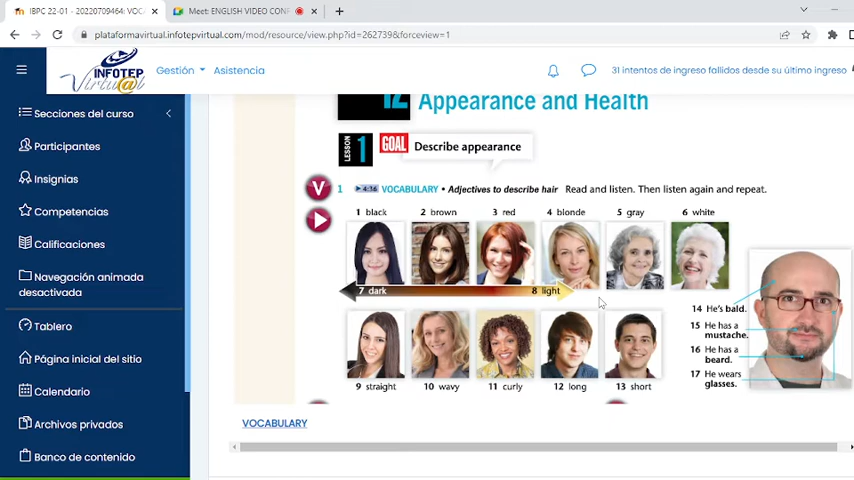 IBPC 22-01 - 20220709464: VOCA
Meet: ENGLISH VIDEO CONF
plataformavirtual.infotepvirtual.com/mod/resource/view.php?id=262739&forceview=1
INFOTEP
Virtu@l
Gestión
Asistencia
31 intentos de ingreso fallidos desde su último ingreso
Secciones del curso
Participantes
Insignias
Competencias
Calificaciones
Navegación animada
desactivada
Tablero
Página inicial del sitio
Calendario
Archivos privados
Banco de contenido
12 Appearance and Health
LESSON 1 GOAL Describe appearance
V 1 4:16 VOCABULARY • Adjectives to describe hair Read and listen. Then listen again and repeat.
1 black 2 brown 3 red 4 blonde 5 gray 6 white
7 dark 8 light
9 straight 10 wavy 11 curly 12 long 13 short
14 He's bald.
15 He has a
mustache.
16 He has a
beard.
17 He wears
glasses.
VOCABULARY